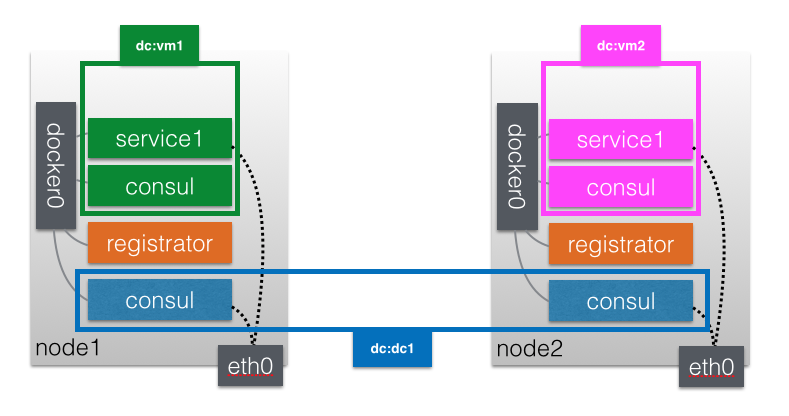 dc:vm1
dc:vm2
docker0
service1
consul
registrator
consul
node1
eth0
docker0
service1
consul
registrator
consul
node2
eth0
dc:dc1